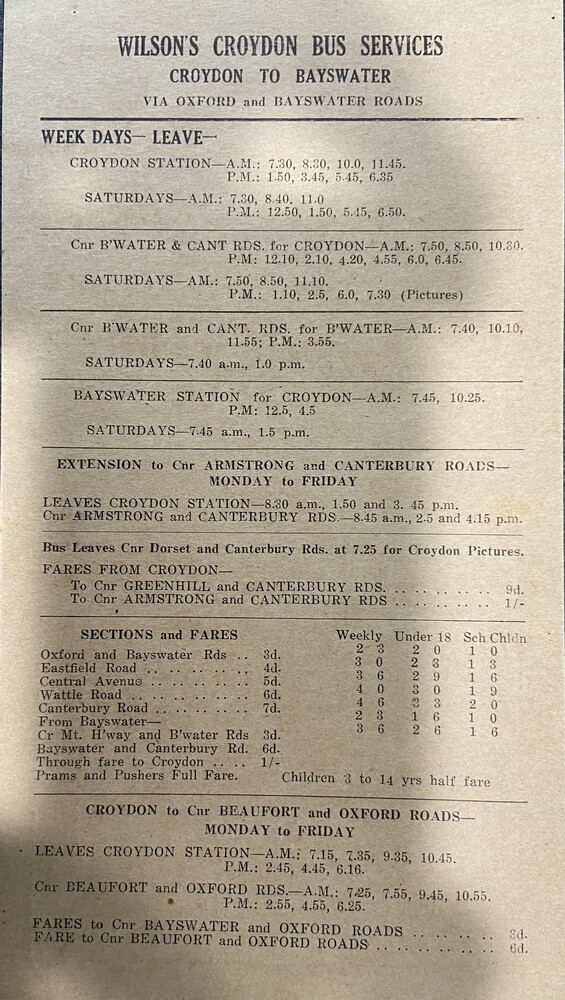 WILSON'S CROYDON BUS SERVICES
CROYDON TO BAYSWATER
VIA OXFORD and BAYSWATER ROADS
WEEK DAYS— LEAVE—
CROYDON STATION—A.M.: 7.30, 8.30, 10.0, 11.45.
P.M.: 1.50, 3.45, 5.45, 6.35
SATURDAYS—A.M.: 7.30, 8.40, 11.0
P.M.: 12.50, 1.50, 5.45, 6.50.
Cnr B'WATER & CANT RDS. for CROYDON—A.M.: 7.50, 8.50, 10.30.
P.M: 12.10, 2.10, 4.20, 4.55, 6.0, 6.45.
SATURDAYS—AM.: 7.50, 8.50, 11.10.
P.M.: 1.10, 2.5, 6.0, 7.30 (Pictures)
Cnr B'WATER and CANT. RDS. for B'WATER—A.M.: 7.40, 10.10,
11.55; P.M.: 3.55.
SATURDAYS—7.40 a.m., 1.0 p.m.
BAYSWATER STATION for CROYDON—A.M.: 7.45, 10.25.
P.M: 12.5, 4.5
SATURDAYS—7.45 a.m., 1.5 p.m.
EXTENSION to Cnr ARMSTRONG and CANTERBURY ROADS—
MONDAY to FRIDAY
LEAVES CROYDON STATION—8.30 a.m., 1.50 and 3. 45 p.m.
Cnr ARMSTRONG and CANTERBURY RDS.—8.45 a.m., 2.5 and 4.15 p.m.
Bus Leaves Cnr Dorset and Canterbury Rds. at 7.25 for Croydon Pictures.
FARES FROM CROYDON—
To Cnr GREENHILL and CANTERBURY RDS. .. .. .. .. .. .. 9d.
To Cnr ARMSTRONG and CANTERBURY RDS .. .. .. .. .. .. 1/-
SECTIONS and FARES Weekly Under 18 Sch Chldn
Oxford and Bayswater Rds .. 3d. 2 3 2 0 1 0
Eastfield Road .. .. .. .. .. 4d. 3 0 2 3 1 3
Central Avenue .. .. .. .. .. 5d. 3 6 2 9 1 6
Wattle Road .. .. .. .. .. .. 6d. 4 0 3 0 1 9
Canterbury Road .. .. .. .. .. 7d. 4 6 3 3 2 0
From Bayswater— 2 3 1 6 1 0
Cr Mt. H'way and B'water Rds 3d. 3 6 2 6 1 6
Bayswater and Canterbury Rd. 6d.
Through fare to Croydon .. .. 1/-
Prams and Pushers Full Fare. Children 3 to 14 yrs half fare
CROYDON to Cnr BEAUFORT and OXFORD ROADS—
MONDAY to FRIDAY
LEAVES CROYDON STATION—A.M.: 7.15, 7.35, 9.35, 10.45.
P.M.: 2.45, 4.45, 6.16.
Cnr BEAUFORT and OXFORD RDS.—A.M.: 7.25, 7.55, 9.45, 10.55.
P.M.: 2.55, 4.55, 6.25.
FARES to Cnr BAYSWATER and OXFORD ROADS .. .. .. .. .. 3d.
FARE to Cnr BEAUFORT and OXFORD ROADS .. .. .. .. .. .. 6d.